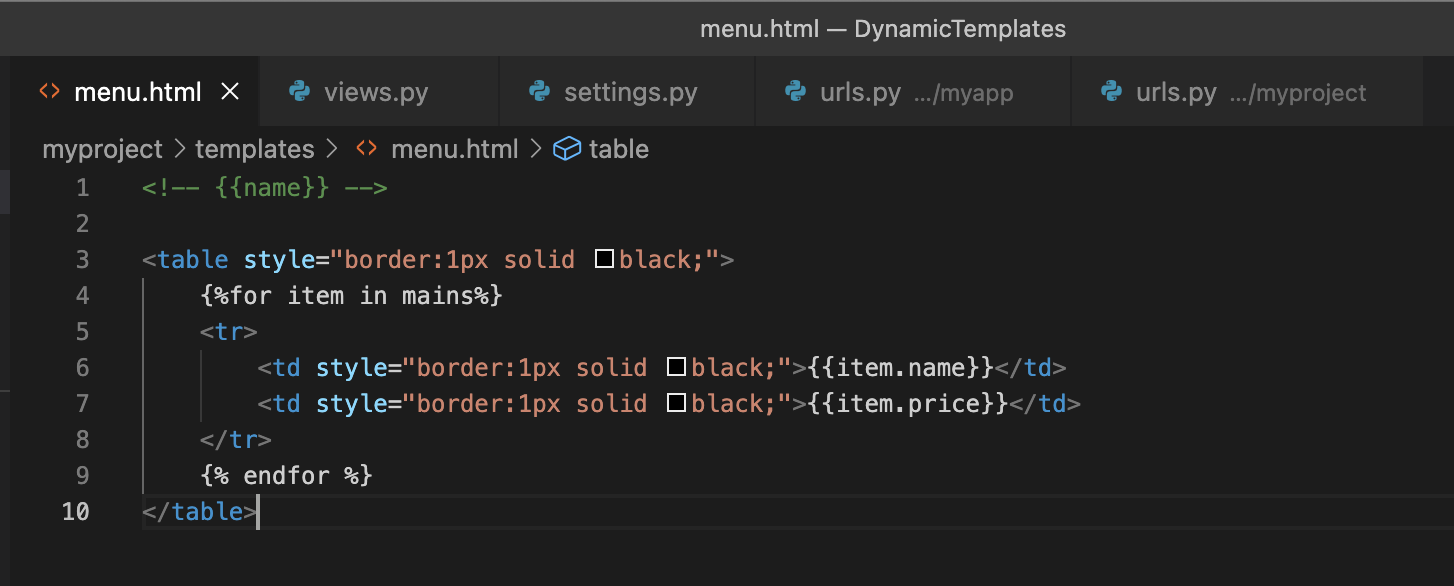 menu.html — DynamicTemplates
menu.html views.py settings.py urls.py .../myapp urls.py .../myproject
myproject > templates > <> menu.html > table
1 <!-- {{name}} -->
2
3 <table style="border:1px solid black;">
4 {%for item in mains%}
5 <tr>
6 <td style="border:1px solid black;">{{item.name}}</td>
7 <td style="border:1px solid black;">{{item.price}}</td>
8 </tr>
9 {% endfor %}
10 </table>